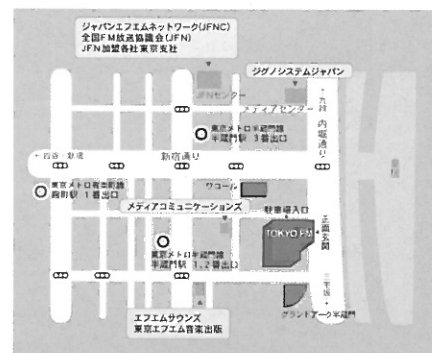 ジャパンエフエムネットワーク(JFNC)
全国FM放送協議会(JFN)
JFN加盟各社東京支社
ジグノシステムジャパン
JFNセンター
メディアセンター
内堀通り
東京メトロ半蔵門線
半蔵門駅 3番出口
新宿通り
東京メトロ有楽町線
麹町駅 1番出口
ワコール
メディアコミュニケーションズ
駐車場入口
TOKYO FM
正面玄関
東京メトロ半蔵門線
半蔵門駅 1,2番出口
エフエムサウンズ
東京エフエム音楽出版
グランドアーク半蔵門